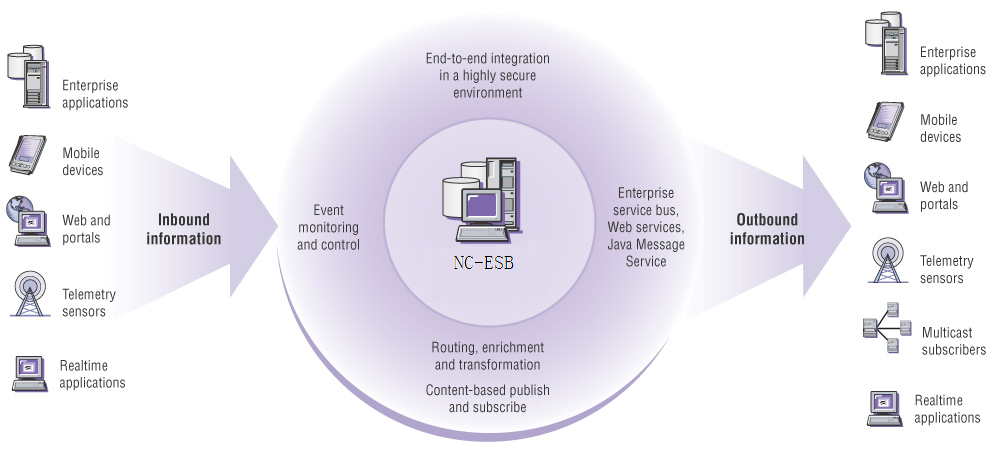 Enterprise
applications
Mobile
devices
Web and
portals
Telemetry
sensors
Realtime
applications
Inbound
information
End-to-end integration
in a highly secure
environment
Event
monitoring
and control
NC-ESB
Enterprise
service bus,
Web services,
Java Message
Service
Routing, enrichment
and transformation
Content-based publish
and subscribe
Outbound
information
Enterprise
applications
Mobile
devices
Web and
portals
Telemetry
sensors
Multicast
subscribers
Realtime
applications